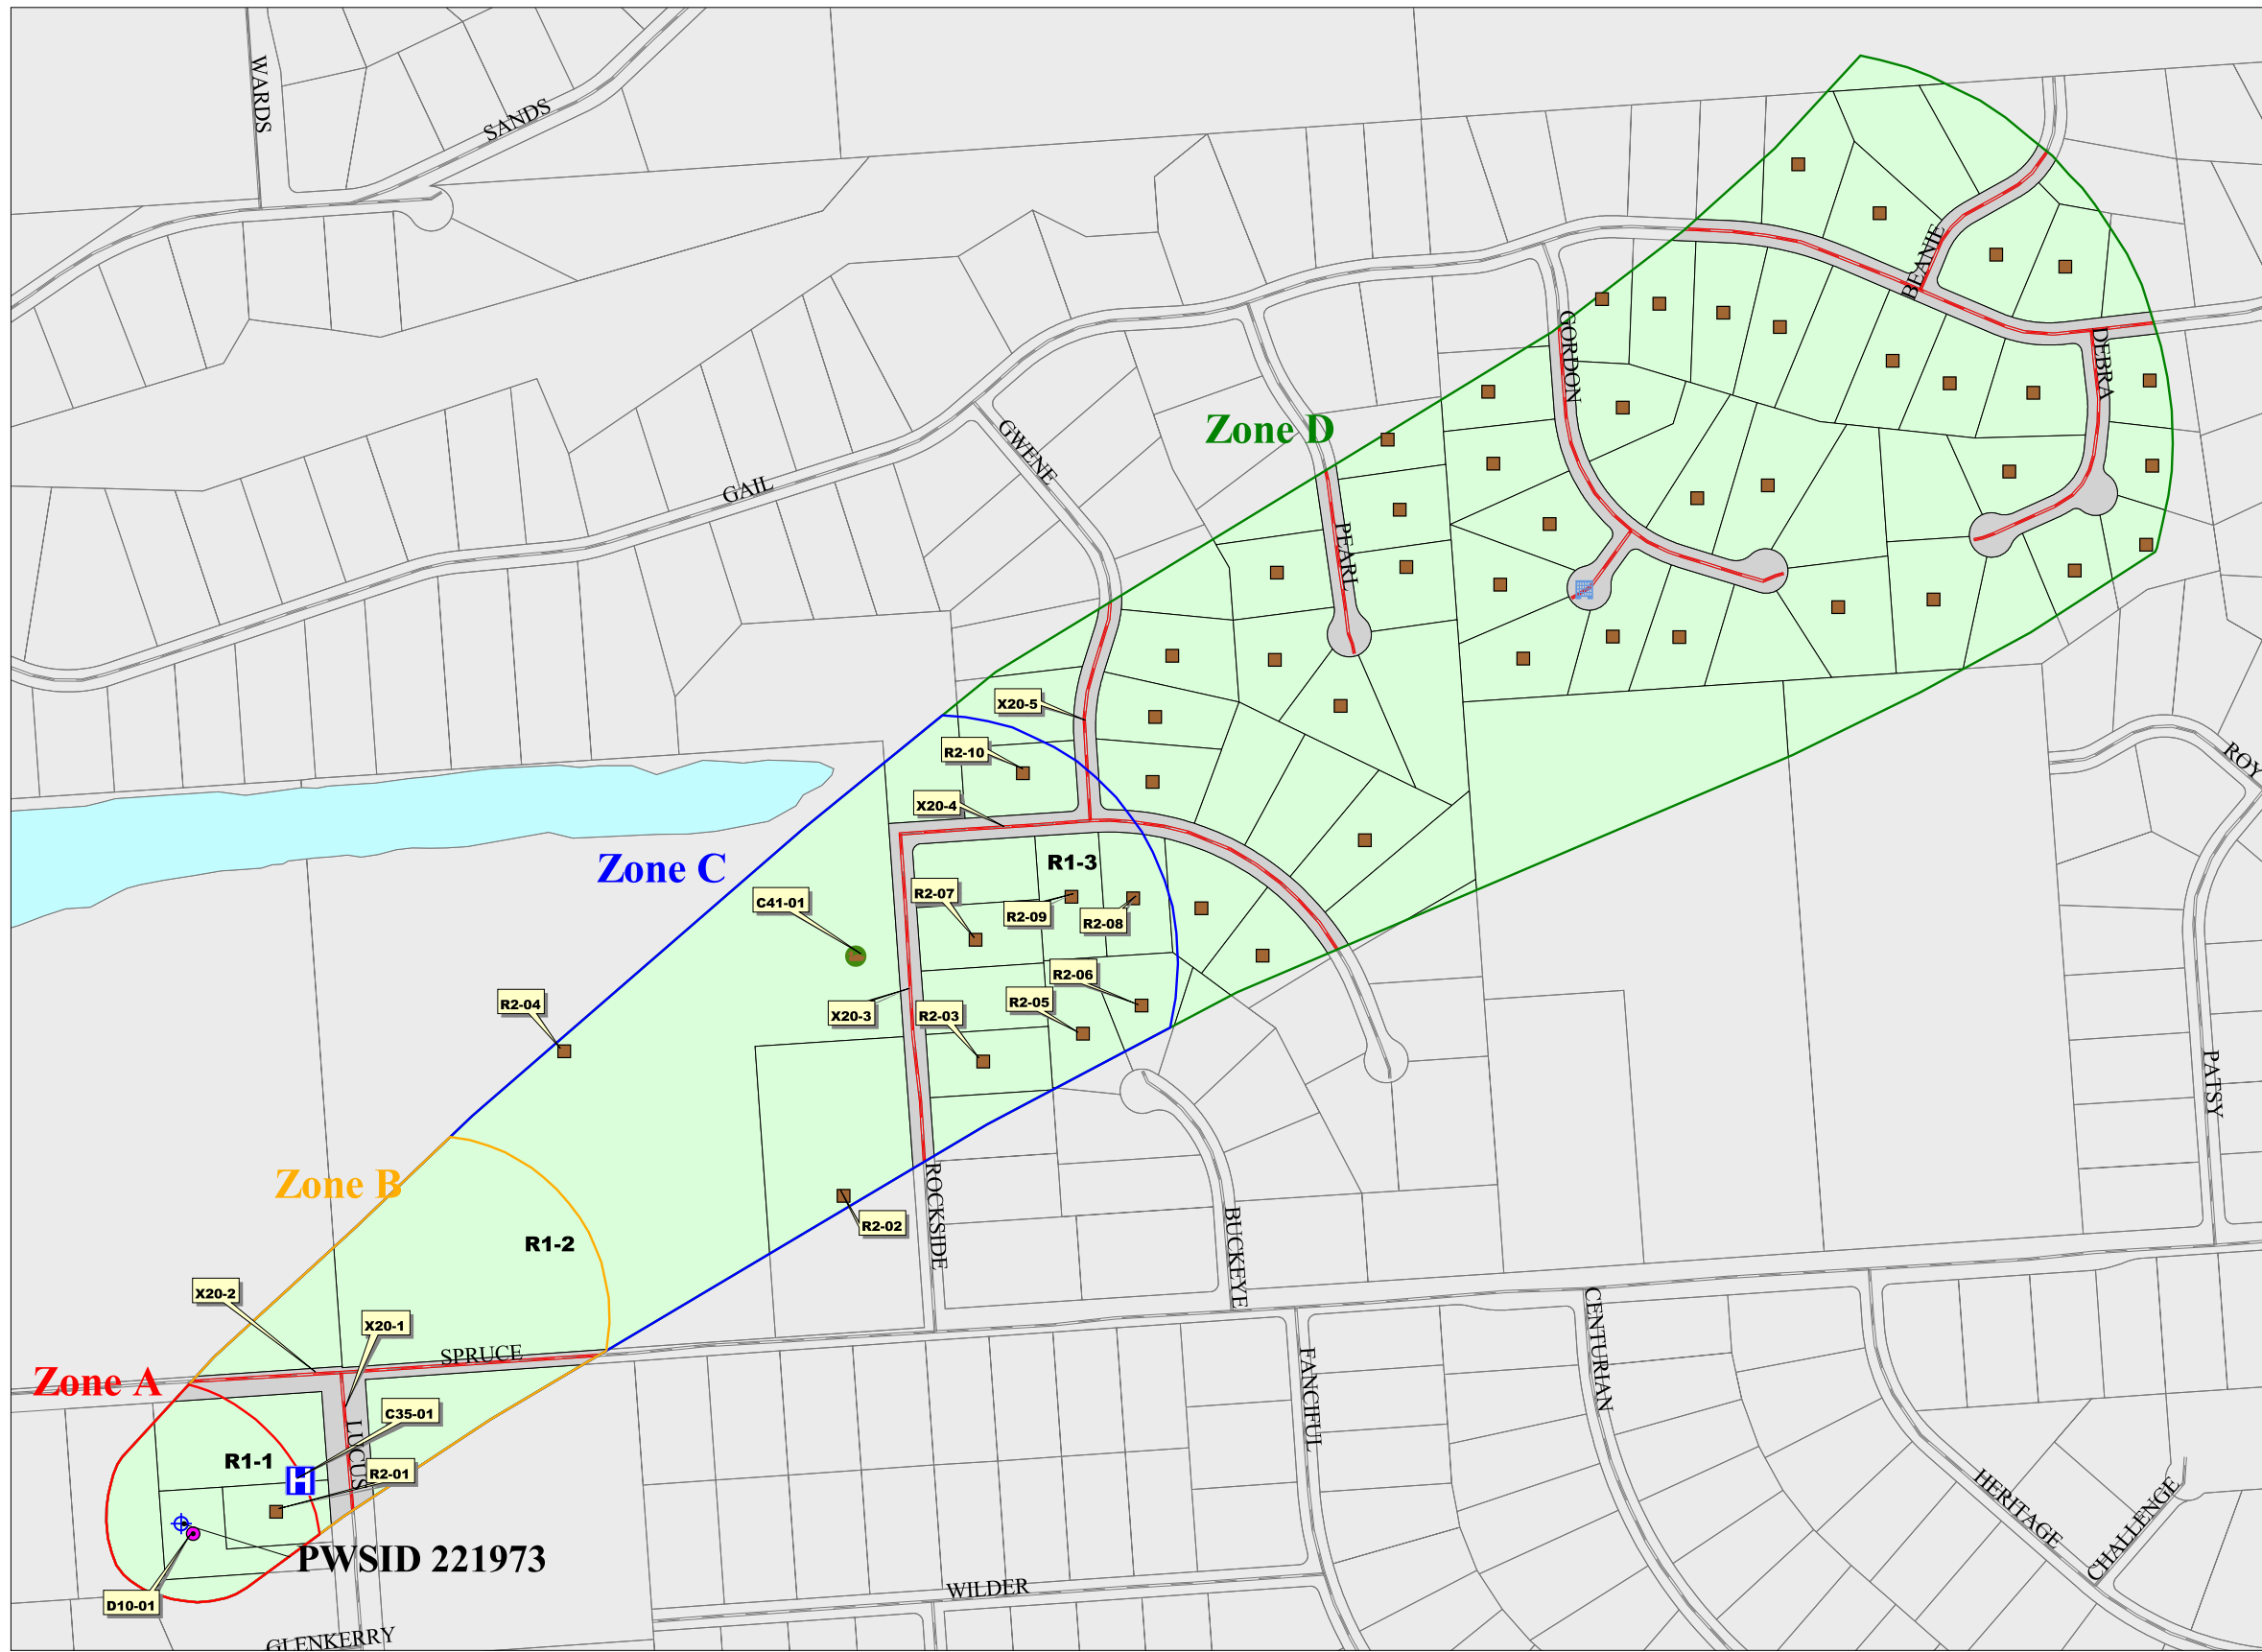 WARDS
SANDS
BEANIE
GORDON
DEBRA
Zone D
GWENE
GAIL
PEARL
X20-5
R2-10
ROY
X20-4
Zone C
R1-3
R2-07
C41-01
R2-09
R2-08
R2-06
R2-04
R2-05
X20-3
R2-03
PATSY
Zone B
ROCKSIDE
R2-02
BUCKEYE
R1-2
X20-2
X20-1
CENTURIAN
SPRUCE
FANCIFUL
Zone A
C35-01
LUCUS
R1-1
R2-01
H
HERITAGE
CHALLENGE
PWSID 221973
WILDER
D10-01
GLENKERRY